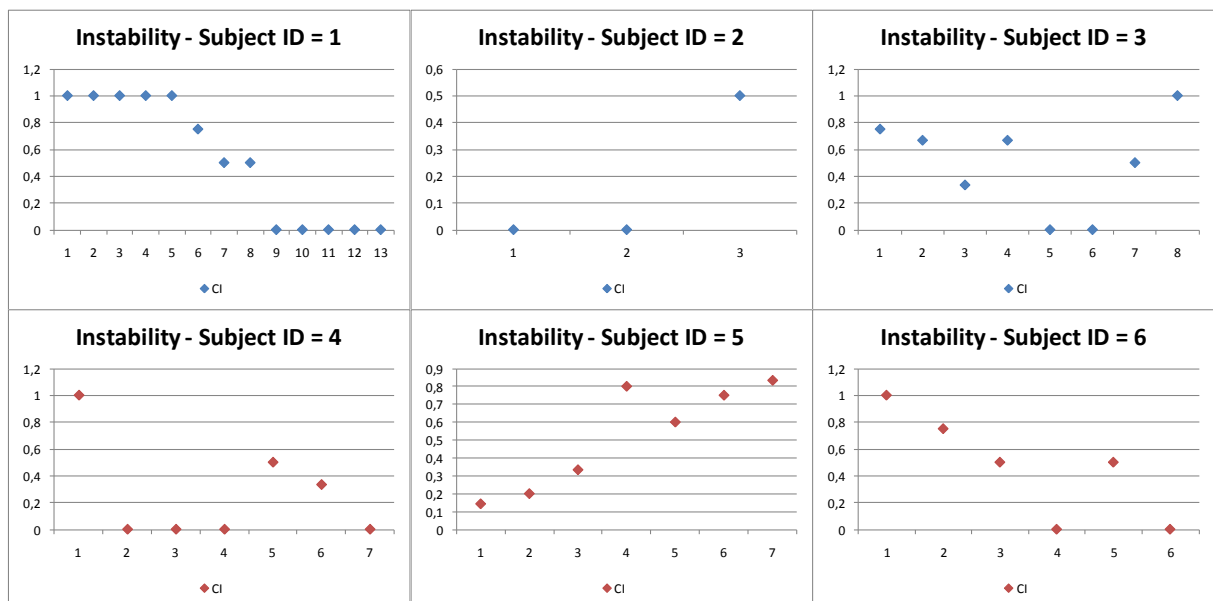 Instability - Subject ID = 1
1,2
1
0,8
0,6
0,4
0,2
0
1 2 3 4 5 6 7 8 9 10 11 12 13
CI
Instability - Subject ID = 2
0,6
0,5
0,4
0,3
0,2
0,1
0
1 2 3
CI
Instability - Subject ID = 3
1,2
1
0,8
0,6
0,4
0,2
0
1 2 3 4 5 6 7 8
CI
Instability - Subject ID = 4
1,2
1
0,8
0,6
0,4
0,2
0
1 2 3 4 5 6 7
CI
Instability - Subject ID = 5
0,9
0,8
0,7
0,6
0,5
0,4
0,3
0,2
0,1
0
1 2 3 4 5 6 7
CI
Instability - Subject ID = 6
1,2
1
0,8
0,6
0,4
0,2
0
1 2 3 4 5 6
CI